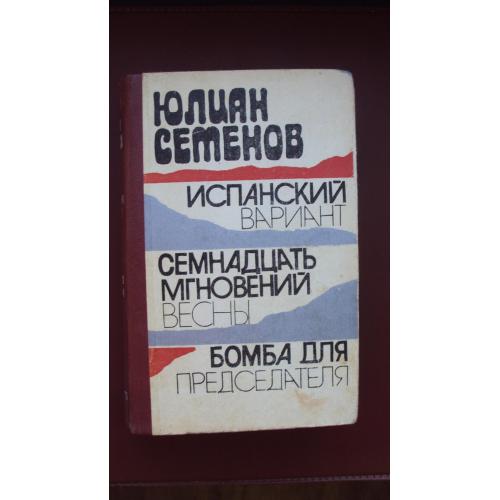 ЮЛИАН
СЕМЕНОВ
ИСПАНСКИЙ
ВАРИАНТ
СЕМНАДЦАТЬ
МГНОВЕНИЙ
ВЕСНЫ
БОМБА ДЛЯ
ПРЕДСЕДАТЕЛЯ